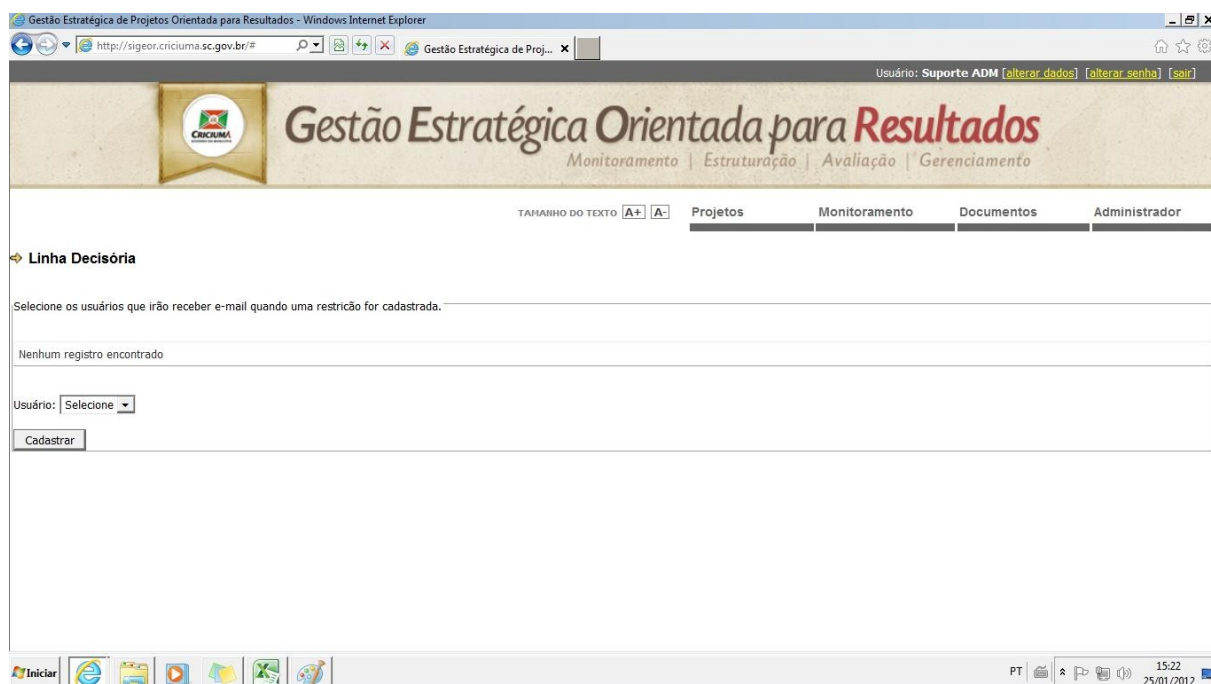 Gestão Estratégica de Projetos Orientada para Resultados - Windows Internet Explorer
http://sigeor.criciuma.sc.gov.br/# Gestão Estratégica de Proj...
Usuário: Suporte ADM [alterar dados] [alterar senha] [sair]
CRICIUMA
Gestão Estratégica Orientada para Resultados
Monitoramento | Estruturação | Avaliação | Gerenciamento
TAMANHO DO TEXTO A+ A- Projetos Monitoramento Documentos Administrador
Linha Decisória
Selecione os usuários que irão receber e-mail quando uma restricão for cadastrada.
Nenhum registro encontrado
Usuário: Selecione
Cadastrar
Iniciar PT 15:22
25/01/2012